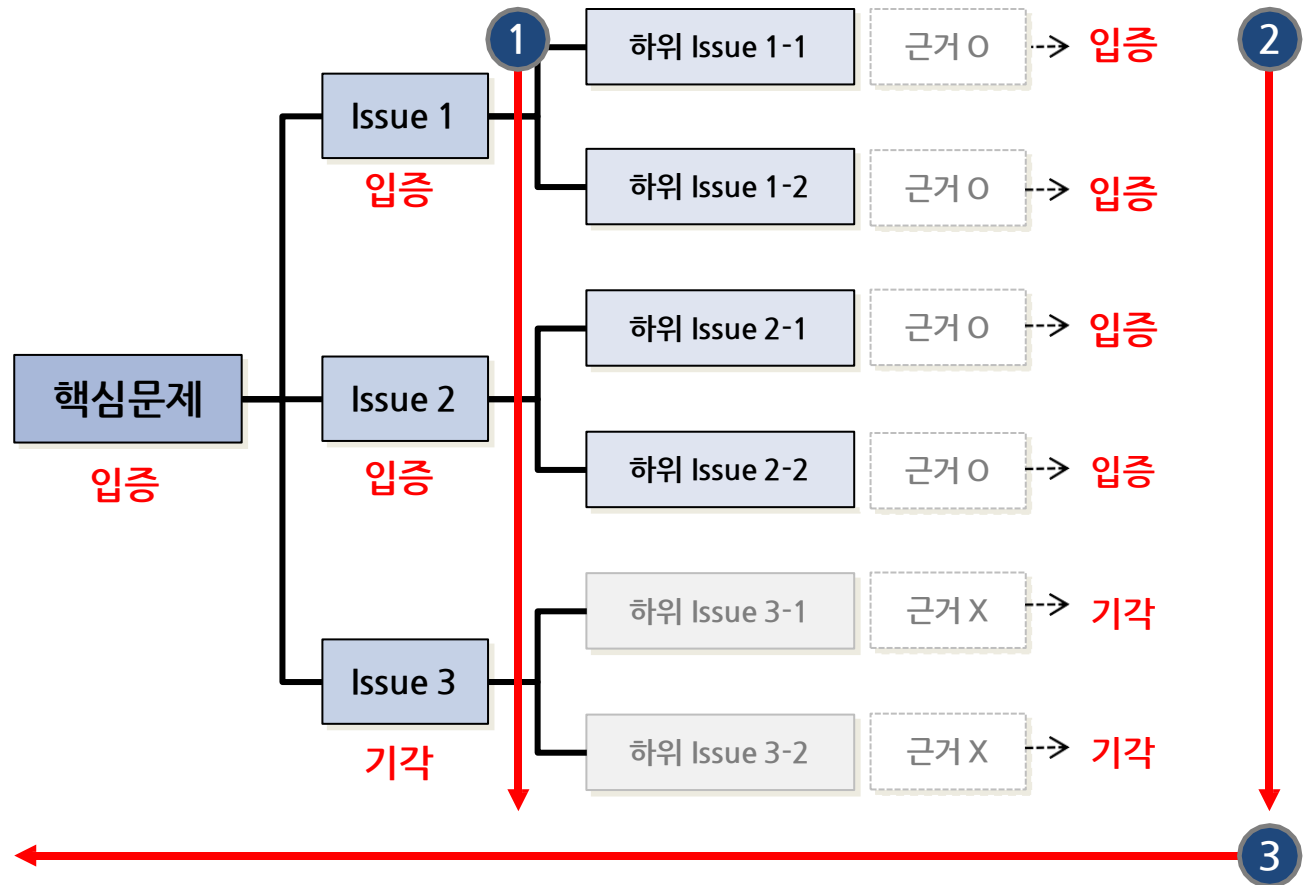 1
2
하위 Issue 1-1
근거 O
입증
Issue 1
입증
하위 Issue 1-2
근거 O
입증
하위 Issue 2-1
근거 O
입증
핵심문제
입증
Issue 2
입증
하위 Issue 2-2
근거 O
입증
하위 Issue 3-1
근거 X
기각
Issue 3
기각
하위 Issue 3-2
근거 X
기각
3